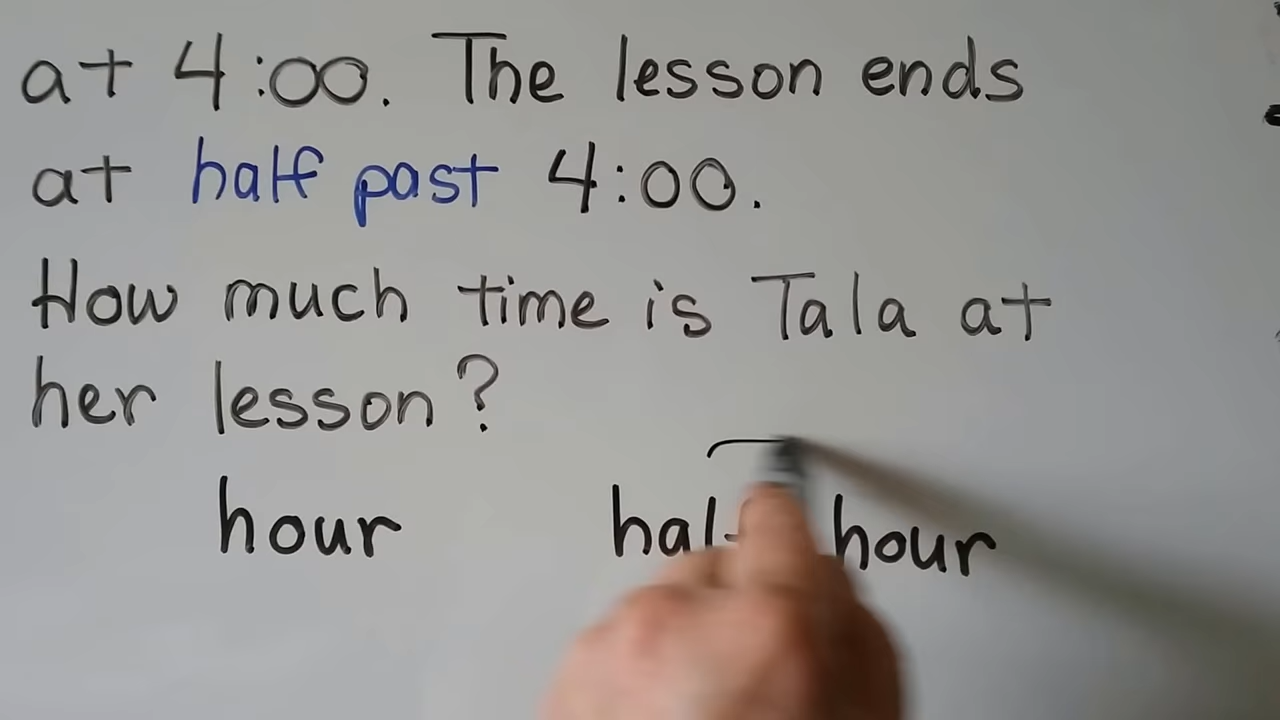 at 4:00. The lesson ends
at half past 4:00.
How much time is Tala at
her lesson?
hour hour